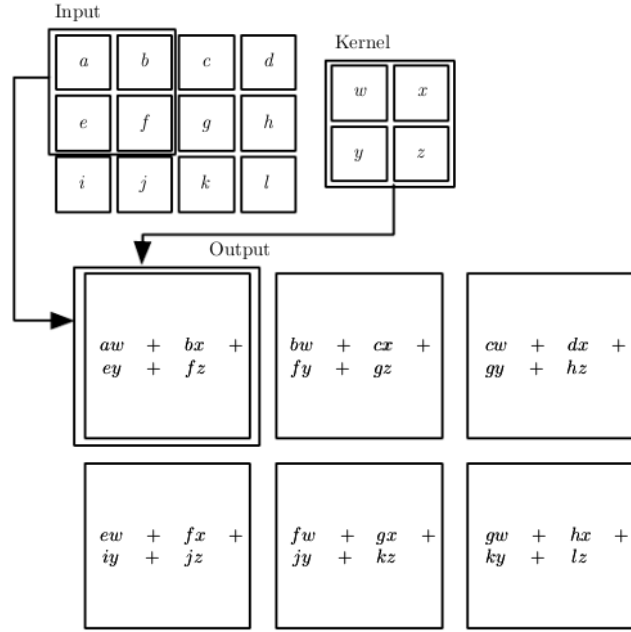 Input
a b c d
Kernel
w x
e f g h
y z
i j k l
Output
aw + bx +
ey + fz
bw + cx +
fy + gz
cw + dx +
gy + hz
ew + fx +
iy + jz
fw + gx +
jy + kz
gw + hx +
ky + lz